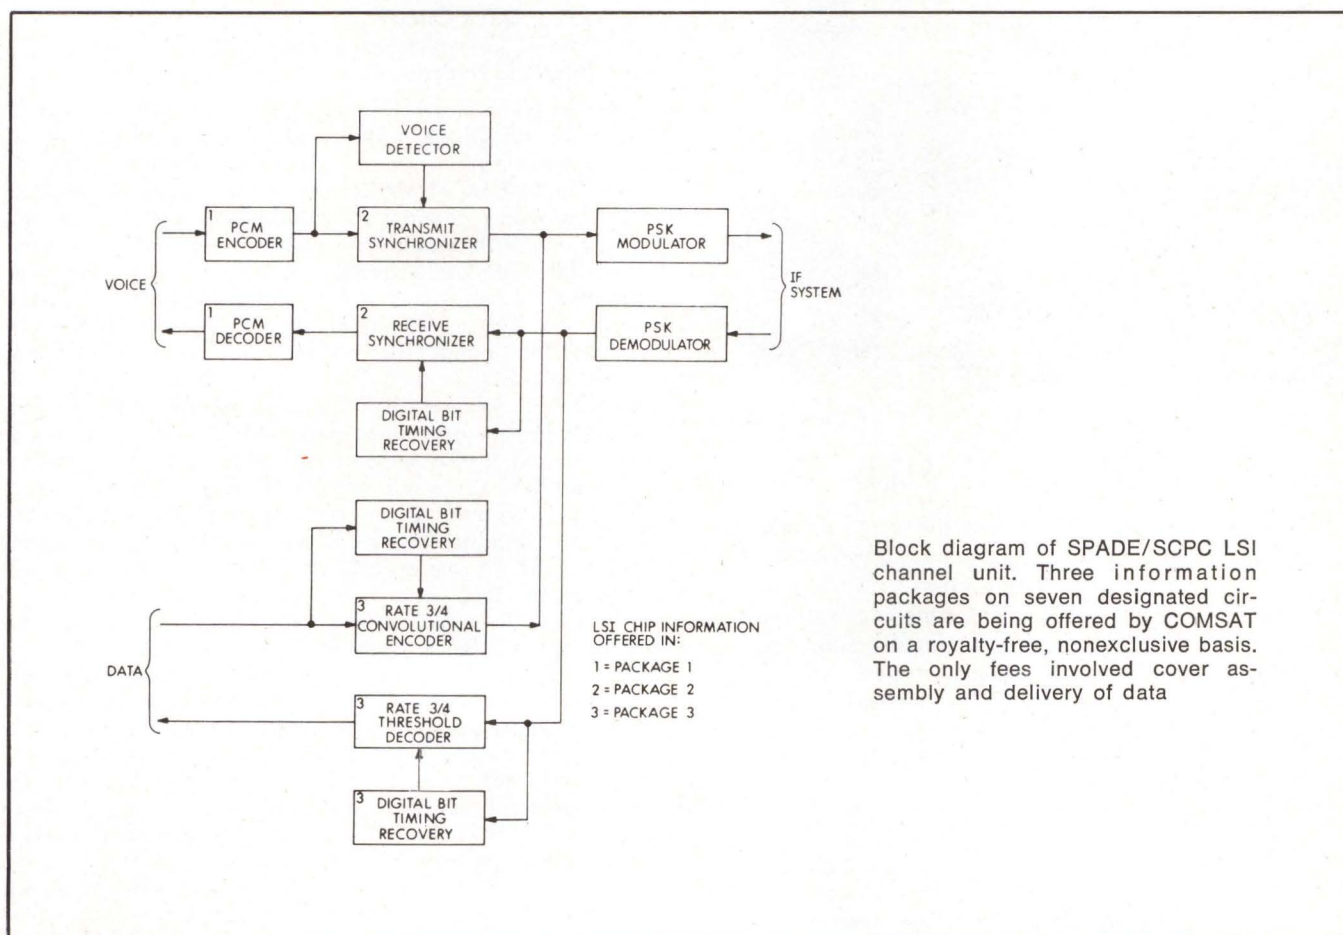 VOICE
DETECTOR
1
PCM
ENCODER
2
TRANSMIT
SYNCHRONIZER
PSK
MODULATOR
VOICE
IF
SYSTEM
1
PCM
DECODER
2
RECEIVE
SYNCHRONIZER
PSK
DEMODULATOR
DIGITAL BIT
TIMING
RECOVERY
DIGITAL BIT
TIMING
RECOVERY
3
RATE 3/4
CONVOLUTIONAL
ENCODER
DATA
3
RATE 3/4
THRESHOLD
DECODER
3
DIGITAL BIT
TIMING
RECOVERY
LSI CHIP INFORMATION
OFFERED IN:
1 = PACKAGE 1
2 = PACKAGE 2
3 = PACKAGE 3
Block diagram of SPADE/SCPC LSI
channel unit. Three information
packages on seven designated cir-
cuits are being offered by COMSAT
on a royalty-free, nonexclusive basis.
The only fees involved cover as-
sembly and delivery of data